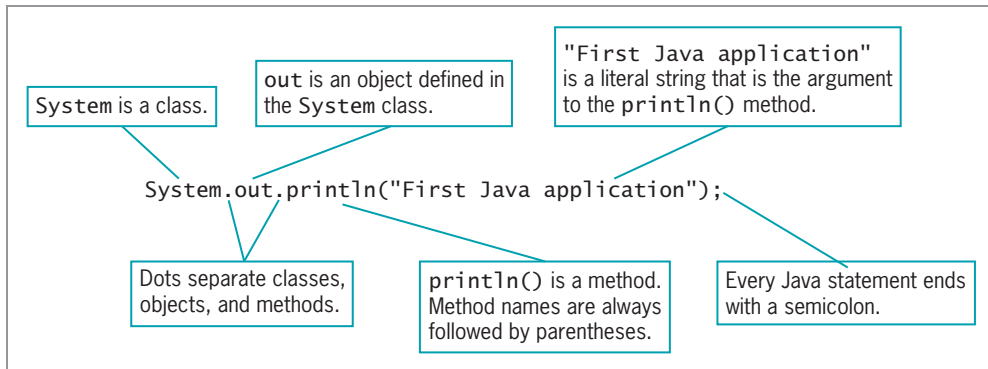 "First Java application"
is a literal string that is the argument
to the println() method.
out is an object defined in
the System class.
System is a class.
System.out.println("First Java application");
Dots separate classes,
objects, and methods.
println() is a method.
Method names are always
followed by parentheses.
Every Java statement ends
with a semicolon.